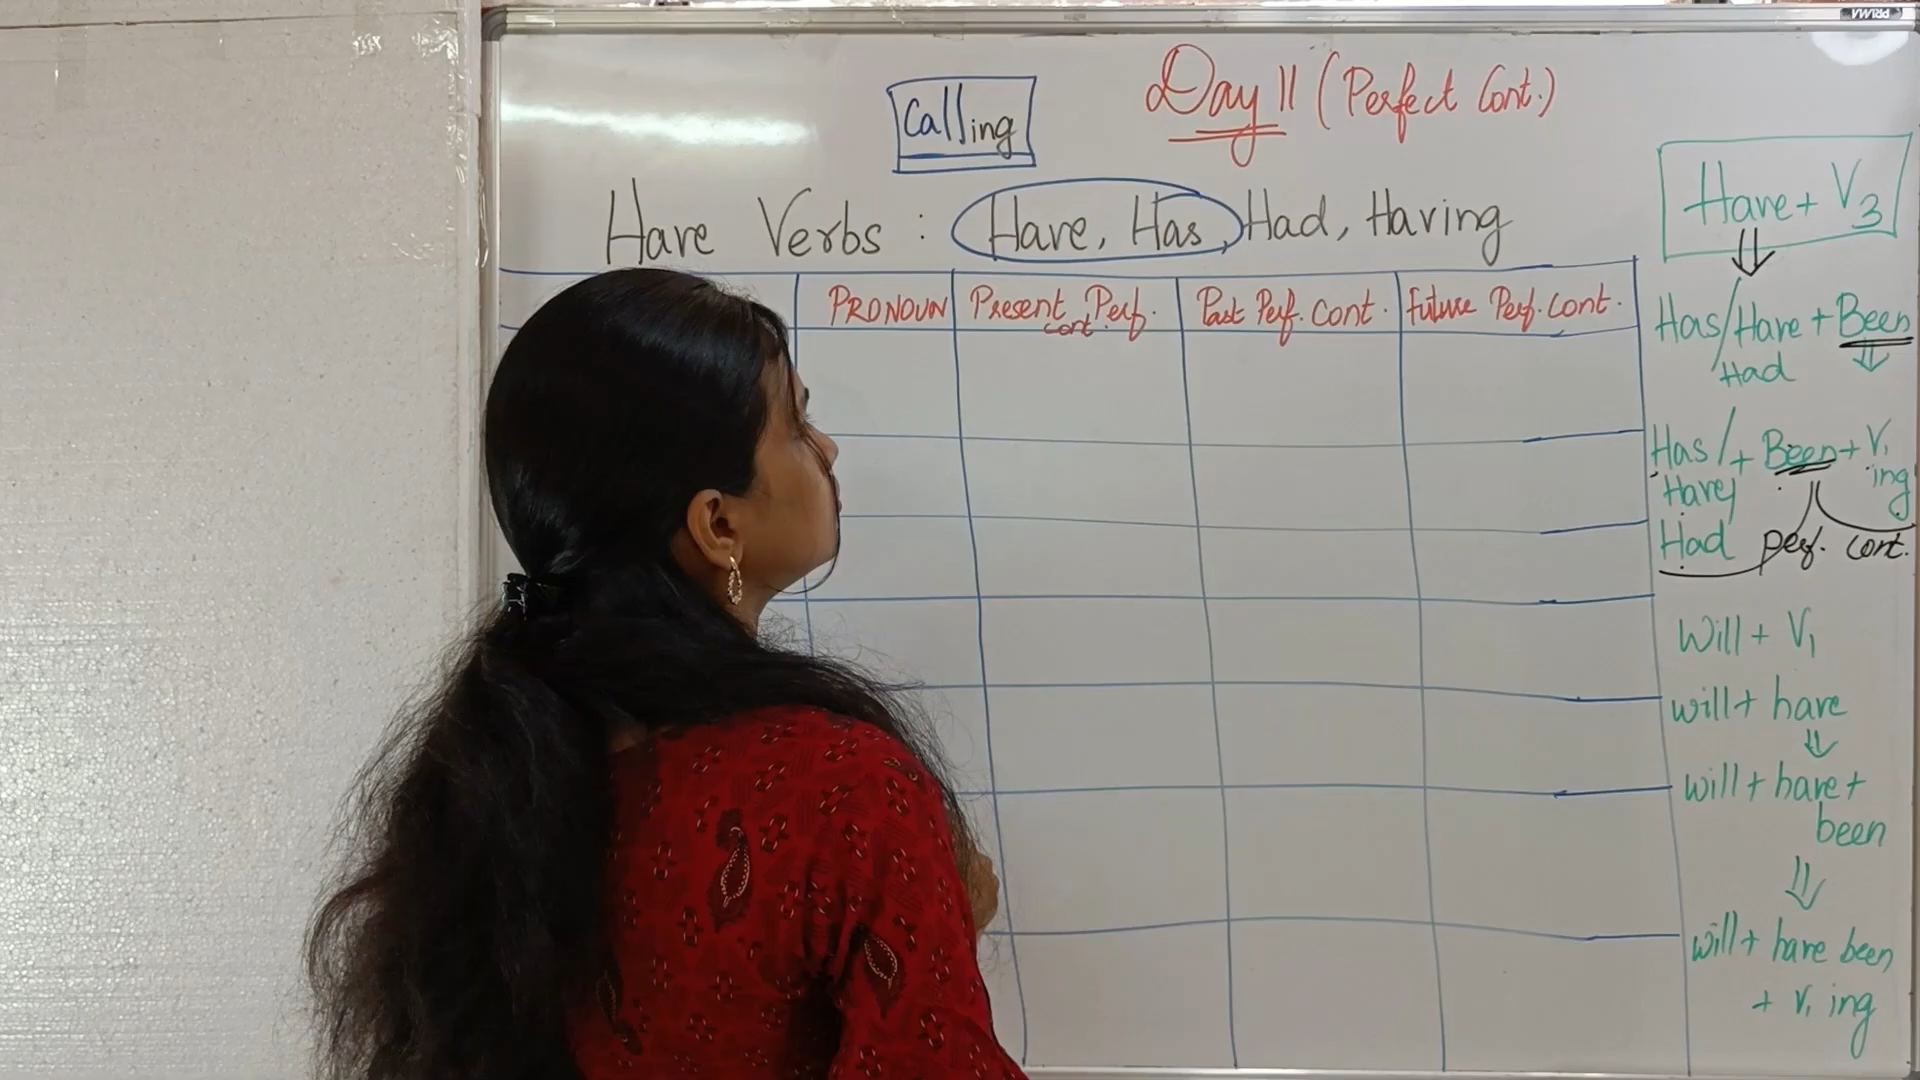 PRIMA
Day 11 (Perfect Cont.)
Calling
Have Verbs : Have, Has, Had, Having
PRONOUN
Present Perf.
cont.
Past Perf. Cont.
Future Perf. Cont.
Have + V3
Has/Have + Been
Had
Has/ + Been + V1
Have/ ing
Had perf. cont.
Will + V1
will + have
will + have +
been
will + have been
+ V1 ing